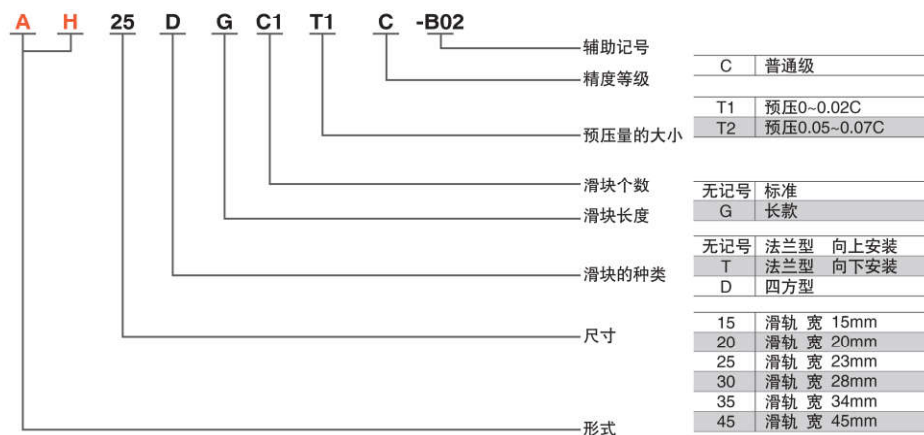 A H 25 D G C1 T1 C -B02
辅助记号
精度等级
C 普通级
预压量的大小
T1 预压0~0.02C
T2 预压0.05~0.07C
滑块个数
滑块长度
无记号 标准
G 长款
滑块的种类
无记号 法兰型 向上安装
T 法兰型 向下安装
D 四方型
尺寸
15 滑轨 宽 15mm
20 滑轨 宽 20mm
25 滑轨 宽 23mm
30 滑轨 宽 28mm
35 滑轨 宽 34mm
45 滑轨 宽 45mm
形式